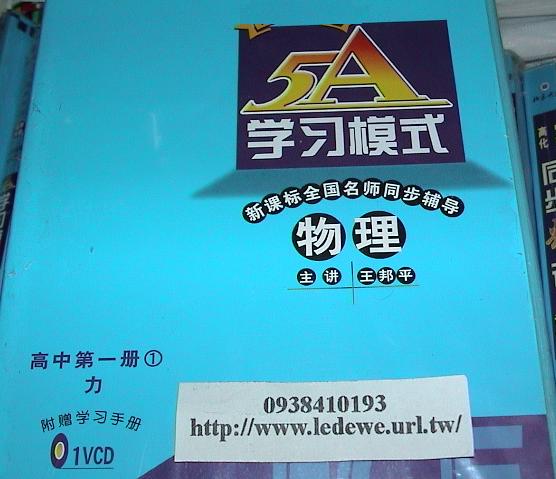 5A
学习模式
新课标全国名师同步辅导
物理
主讲 王邦平
高中第一册①
力
附赠学习手册
1VCD
0938410193
http://www.ledewe.url.tw/